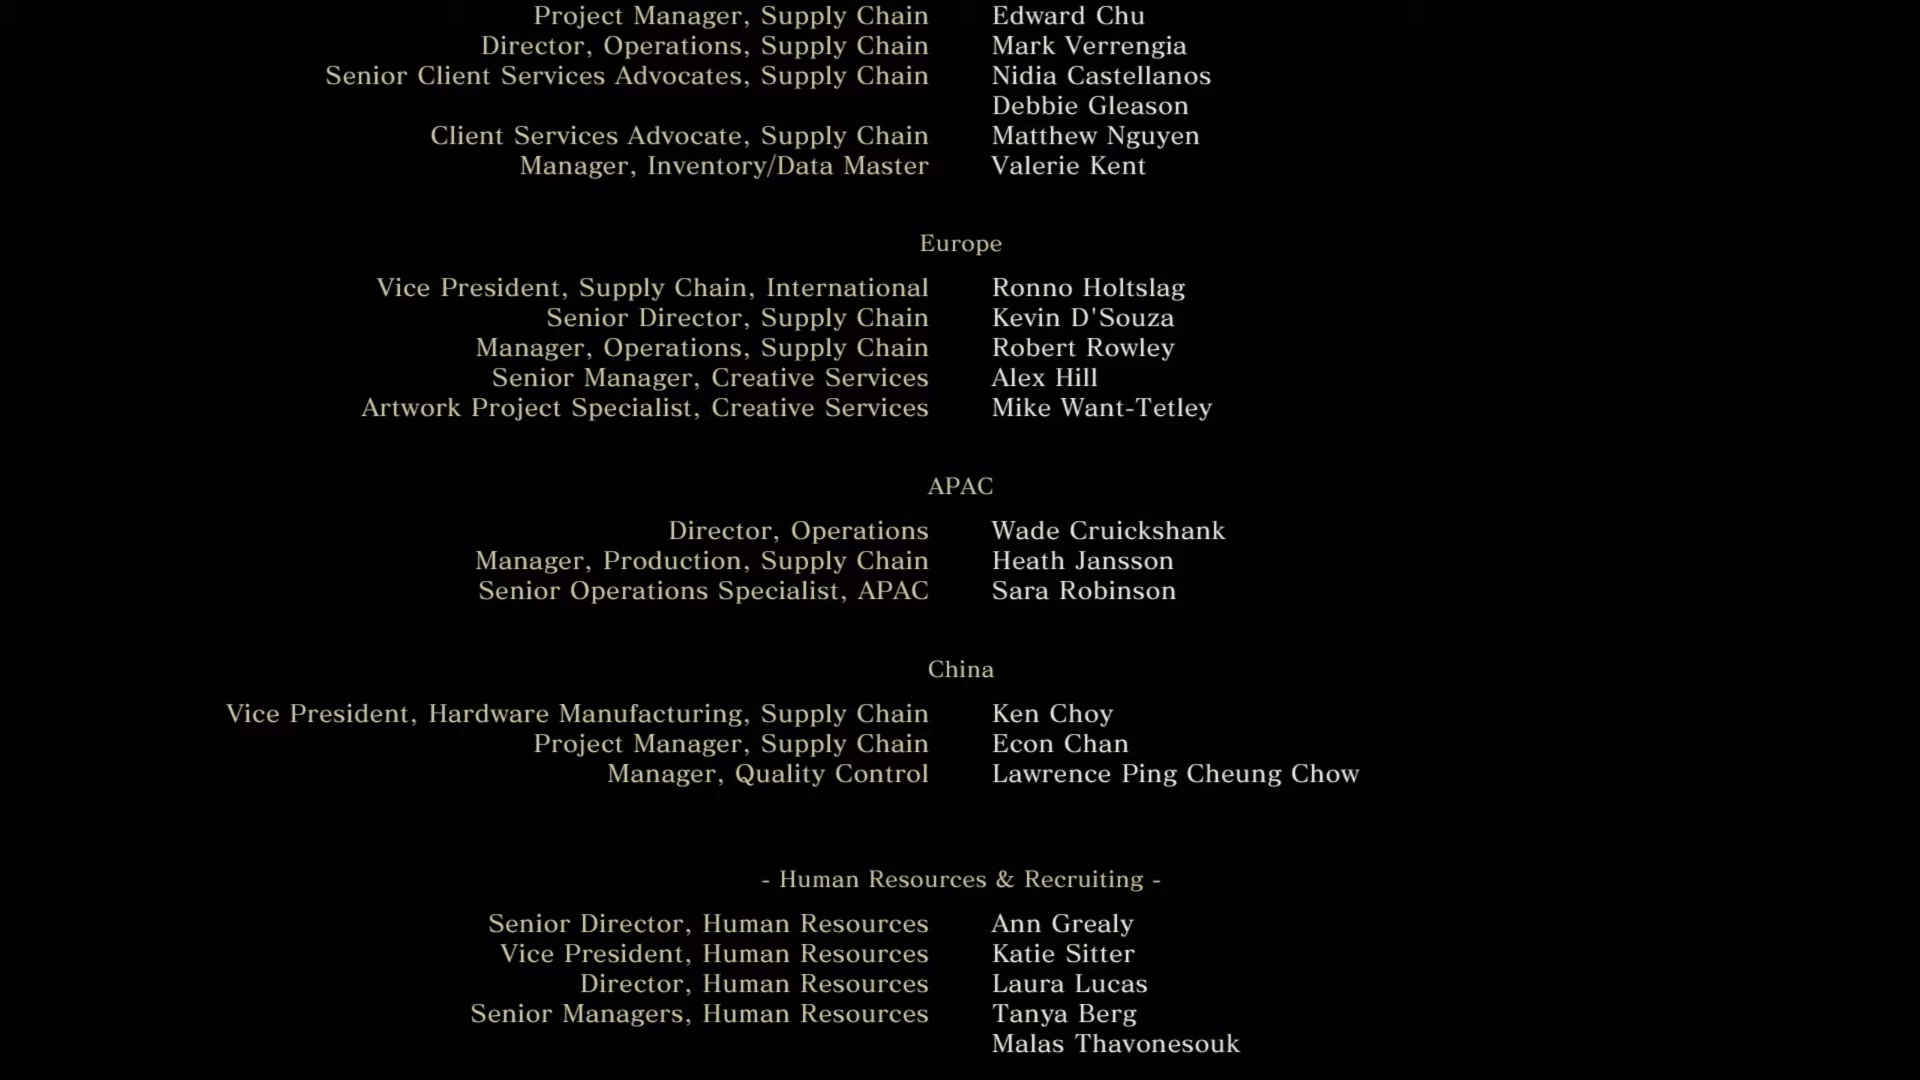 Project Manager, Supply Chain Edward Chu
Director, Operations, Supply Chain Mark Verrengia
Senior Client Services Advocates, Supply Chain Nidia Castellanos
Debbie Gleason
Client Services Advocate, Supply Chain Matthew Nguyen
Manager, Inventory/Data Master Valerie Kent
Europe
Vice President, Supply Chain, International Ronno Holtslag
Senior Director, Supply Chain Kevin D'Souza
Manager, Operations, Supply Chain Robert Rowley
Senior Manager, Creative Services Alex Hill
Artwork Project Specialist, Creative Services Mike Want-Tetley
APAC
Director, Operations Wade Cruickshank
Manager, Production, Supply Chain Heath Jansson
Senior Operations Specialist, APAC Sara Robinson
China
Vice President, Hardware Manufacturing, Supply Chain Ken Choy
Project Manager, Supply Chain Econ Chan
Manager, Quality Control Lawrence Ping Cheung Chow
- Human Resources & Recruiting -
Senior Director, Human Resources Ann Grealy
Vice President, Human Resources Katie Sitter
Director, Human Resources Laura Lucas
Senior Managers, Human Resources Tanya Berg
Malas Thavonesouk